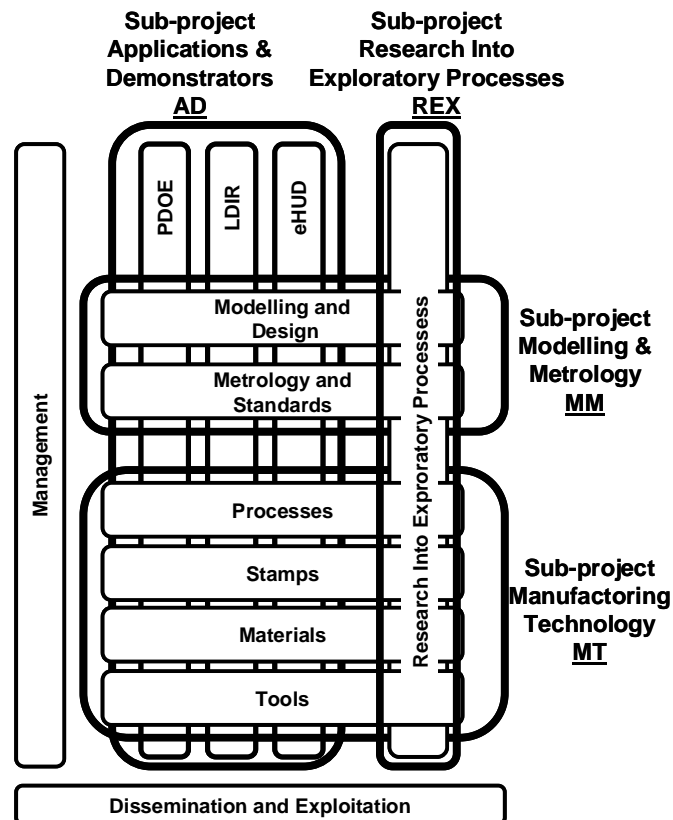 Sub-project
Applications &
Demonstrators
AD
Sub-project
Research Into
Exploratory Processes
REX
PDOE
LDIR
eHUD
Modelling and
Design
Metrology and
Standards
Sub-project
Modelling &
Metrology
MM
Management
Research Into Exproratory Processess
Processes
Stamps
Materials
Tools
Sub-project
Manufactoring
Technology
MT
Dissemination and Exploitation